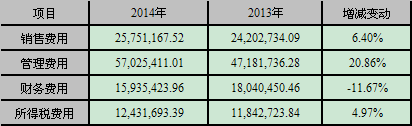 项目 2014年 2013年 增减变动
销售费用 25,751,167.52 24,202,734.09 6.40%
管理费用 57,025,411.01 47,181,736.28 20.86%
财务费用 15,935,423.96 18,040,450.46 -11.67%
所得税费用 12,431,693.39 11,842,723.84 4.97%